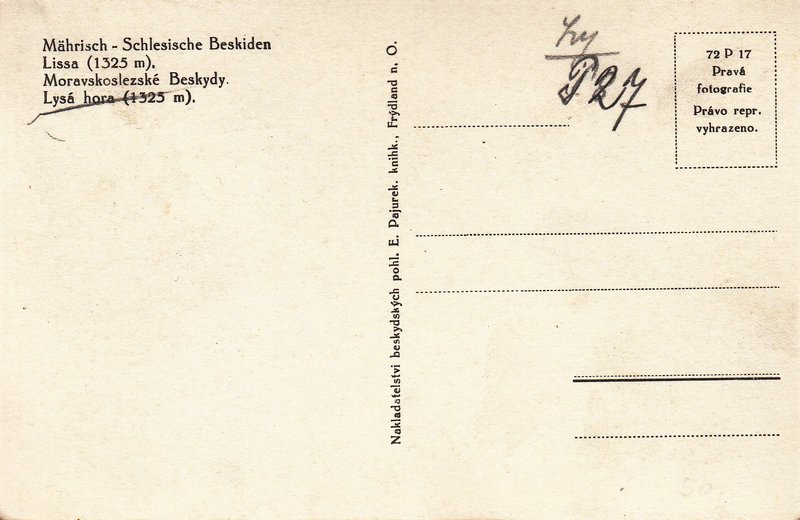 Mährisch - Schlesische Beskiden
Lissa (1325 m).
Moravskoslezské Beskydy.
Lysá hora (1325 m).
Nakladatelství beskydských pohl. E. Pajurek. knihk., Frýdland n. O.
P27
72 P 17
Pravá
fotografie
Právo repr.
vyhrazeno.